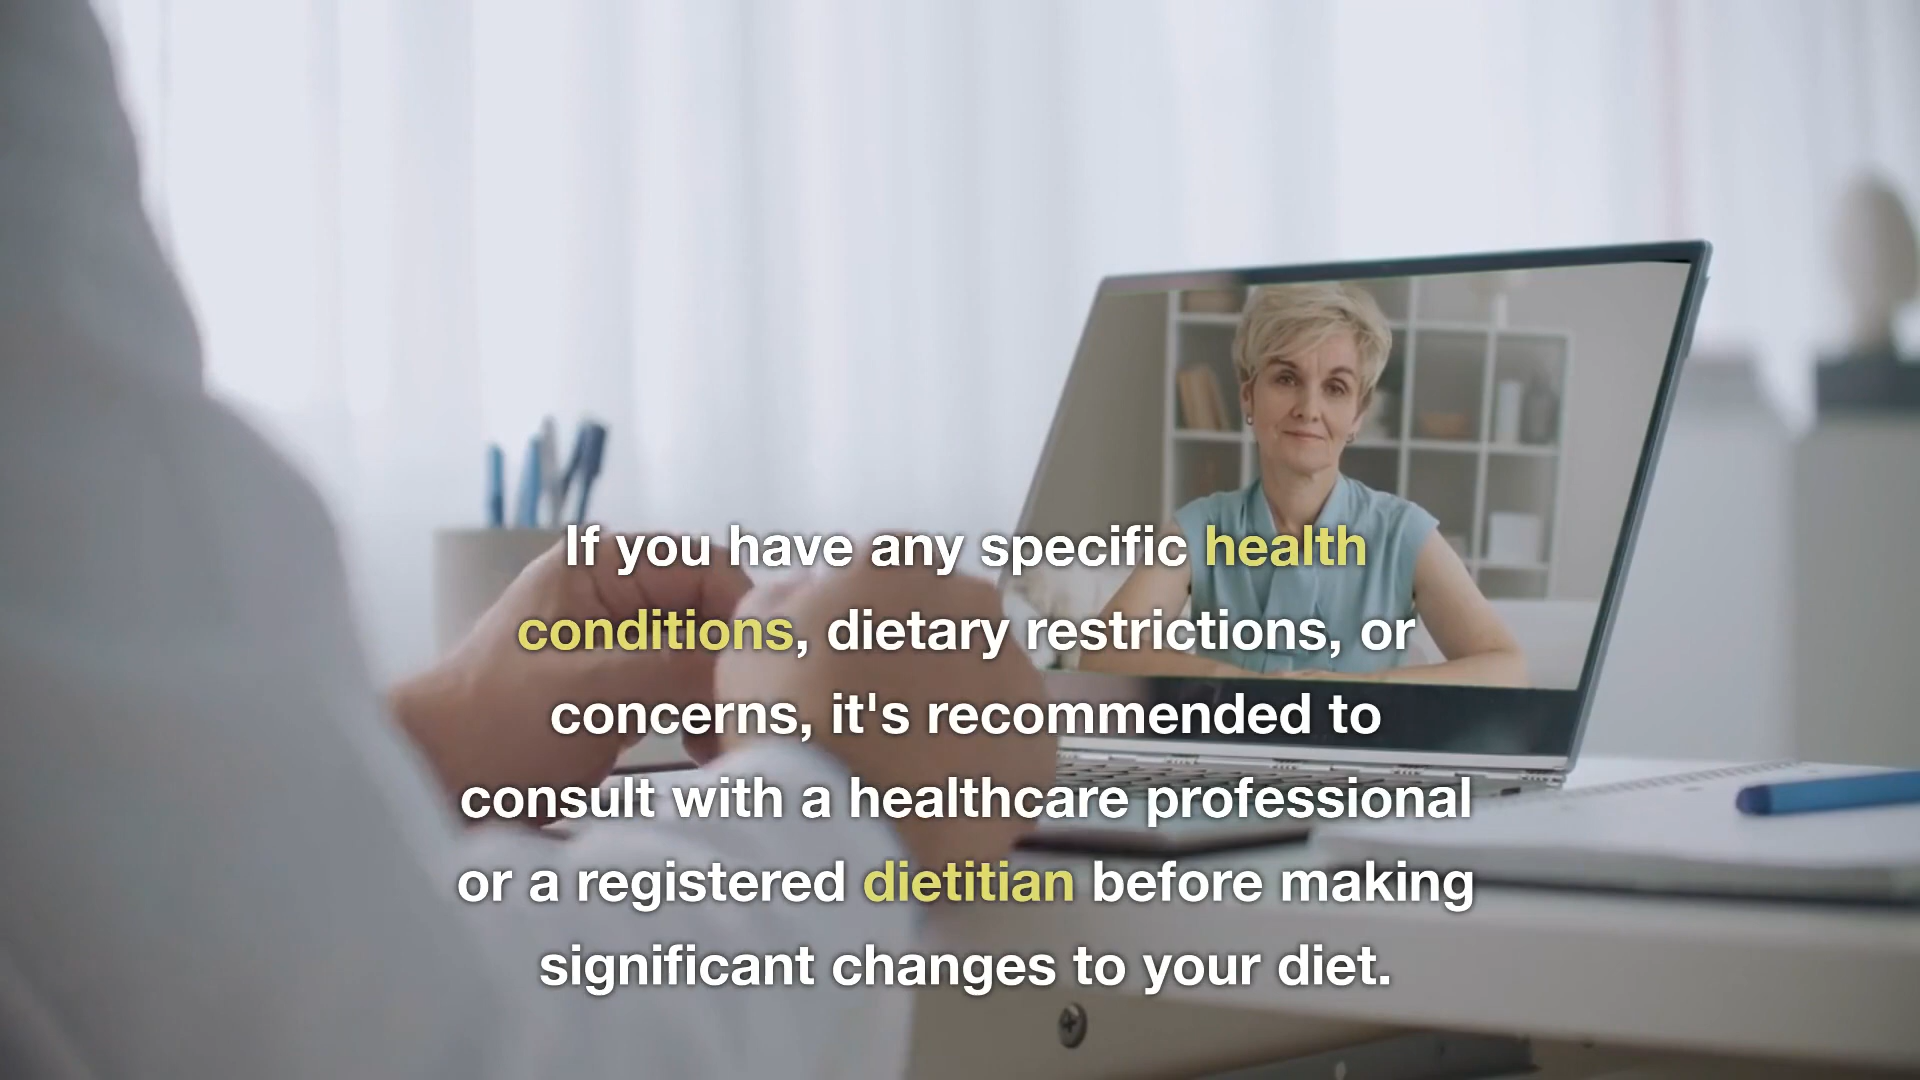 If you have any specific health
conditions, dietary restrictions, or
concerns, it's recommended to
consult with a healthcare professional
or a registered dietitian before making
significant changes to your diet.